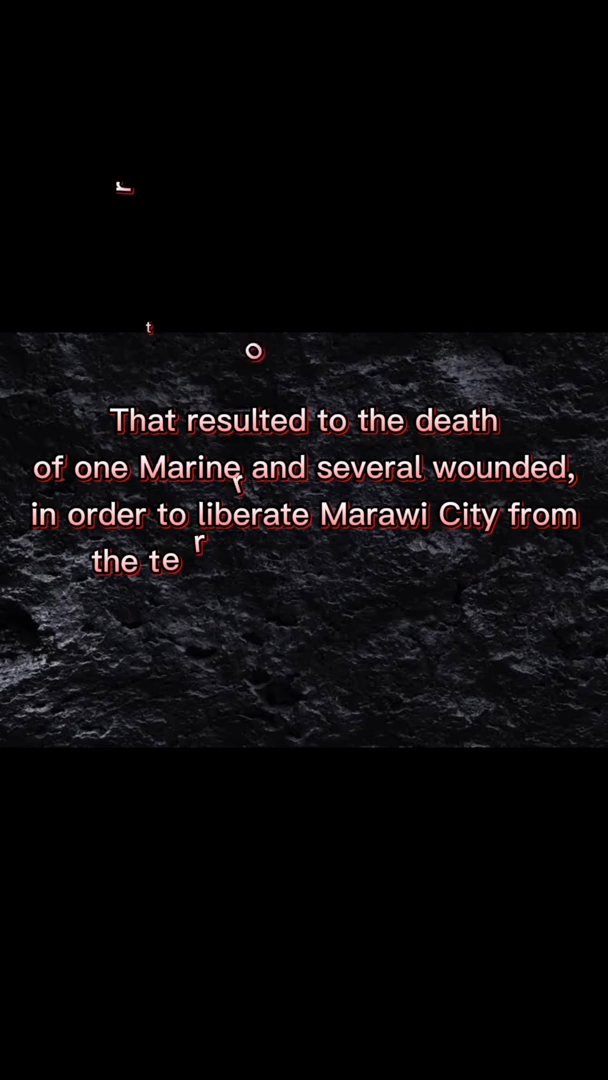 That resulted to the death
of one Marine and several wounded,
in order to liberate Marawi City from
the terror